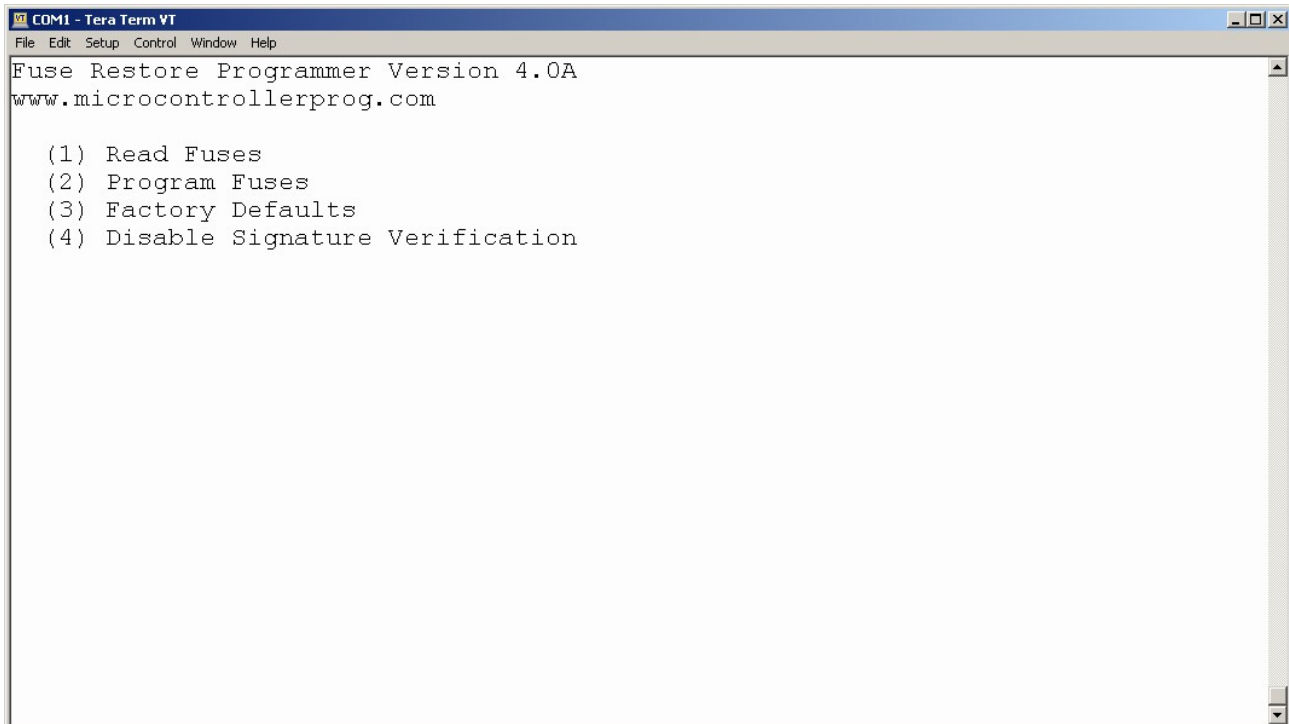 COM1 - Tera Term VT
File Edit Setup Control Window Help
Fuse Restore Programmer Version 4.0A
www.microcontrollerprog.com
(1) Read Fuses
(2) Program Fuses
(3) Factory Defaults
(4) Disable Signature Verification